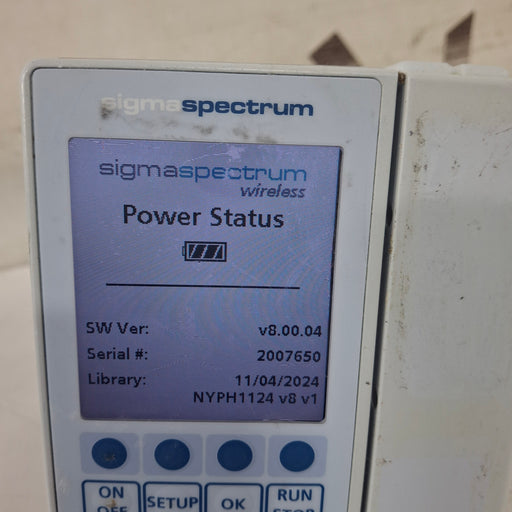 sigmaspectrum
sigmaspectrum
wireless
Power Status
SW Ver: v8.00.04
Serial #: 2007650
Library: 11/04/2024
NYPH1124 v8 v1
ON
OFF
SETUP
OK
RUN
STOP